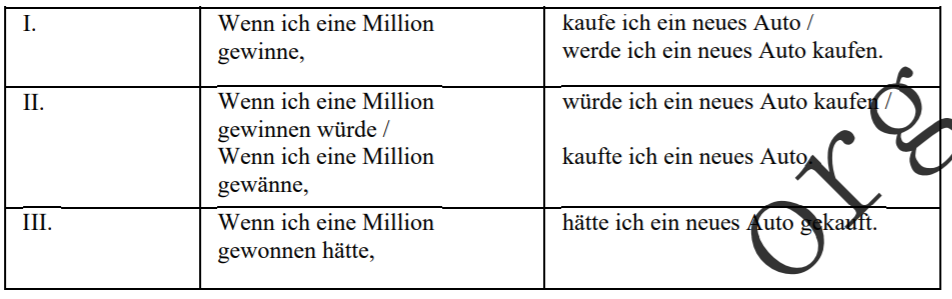 I.
Wenn ich eine Million
gewinne,
kaufe ich ein neues Auto /
werde ich ein neues Auto kaufen.
II.
Wenn ich eine Million
gewinnen würde /
Wenn ich eine Million
gewänne,
würde ich ein neues Auto kaufen /
kaufte ich ein neues Auto.
III.
Wenn ich eine Million
gewonnen hätte,
hätte ich ein neues Auto gekauft.
org